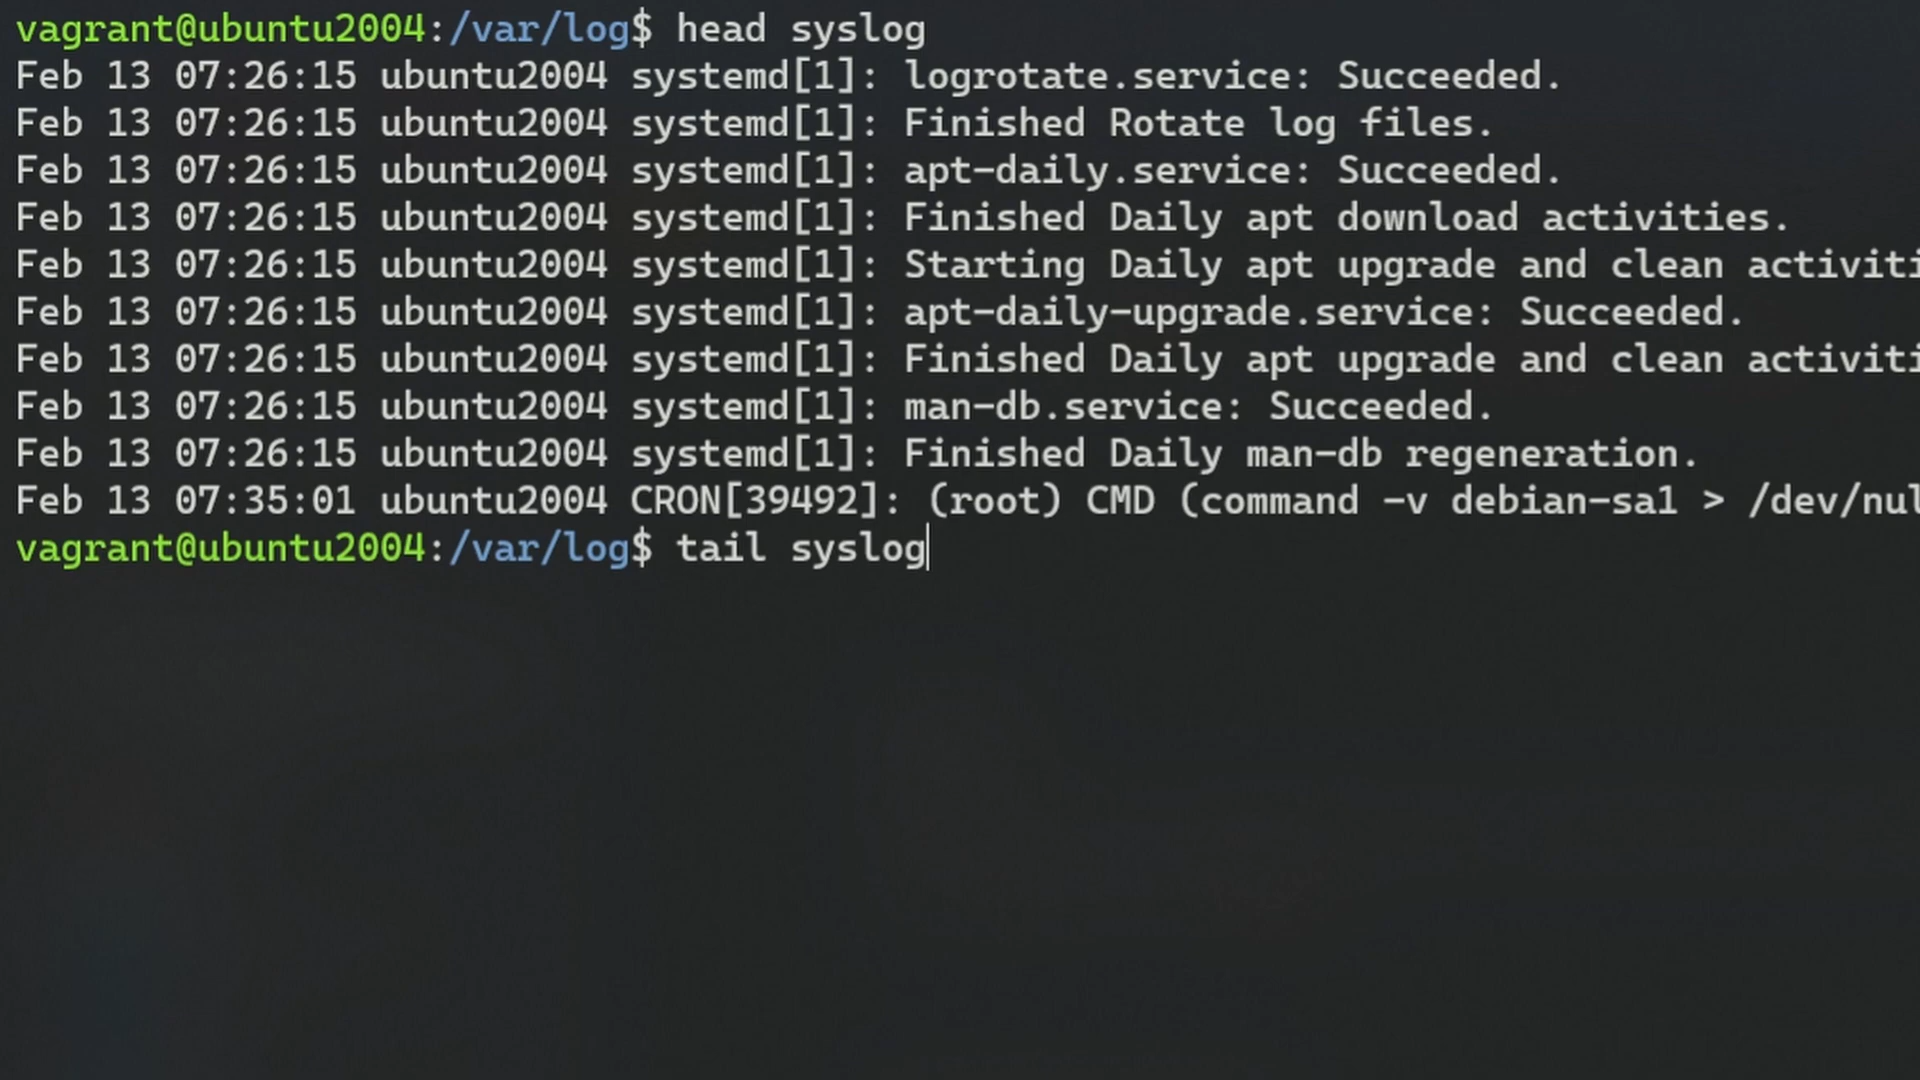 vagrant@ubuntu2004:/var/log$ head syslog
Feb 13 07:26:15 ubuntu2004 systemd[1]: logrotate.service: Succeeded.
Feb 13 07:26:15 ubuntu2004 systemd[1]: Finished Rotate log files.
Feb 13 07:26:15 ubuntu2004 systemd[1]: apt-daily.service: Succeeded.
Feb 13 07:26:15 ubuntu2004 systemd[1]: Finished Daily apt download activities.
Feb 13 07:26:15 ubuntu2004 systemd[1]: Starting Daily apt upgrade and clean activiti
Feb 13 07:26:15 ubuntu2004 systemd[1]: apt-daily-upgrade.service: Succeeded.
Feb 13 07:26:15 ubuntu2004 systemd[1]: Finished Daily apt upgrade and clean activiti
Feb 13 07:26:15 ubuntu2004 systemd[1]: man-db.service: Succeeded.
Feb 13 07:26:15 ubuntu2004 systemd[1]: Finished Daily man-db regeneration.
Feb 13 07:35:01 ubuntu2004 CRON[39492]: (root) CMD (command -v debian-sa1 > /dev/nul
vagrant@ubuntu2004:/var/log$ tail syslog